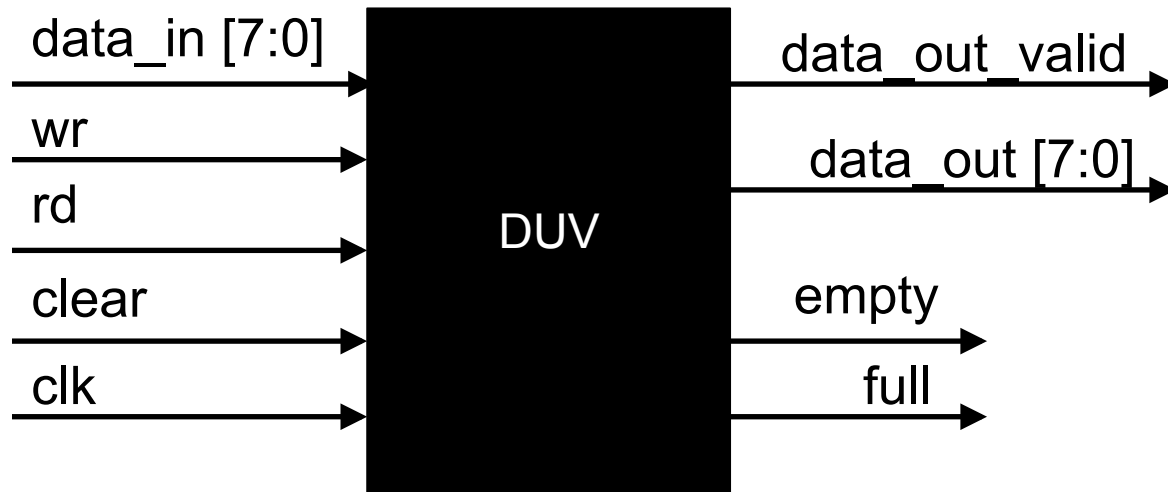 data_in [7:0]
wr
rd
clear
clk
DUV
data_out_valid
data_out [7:0]
empty
full